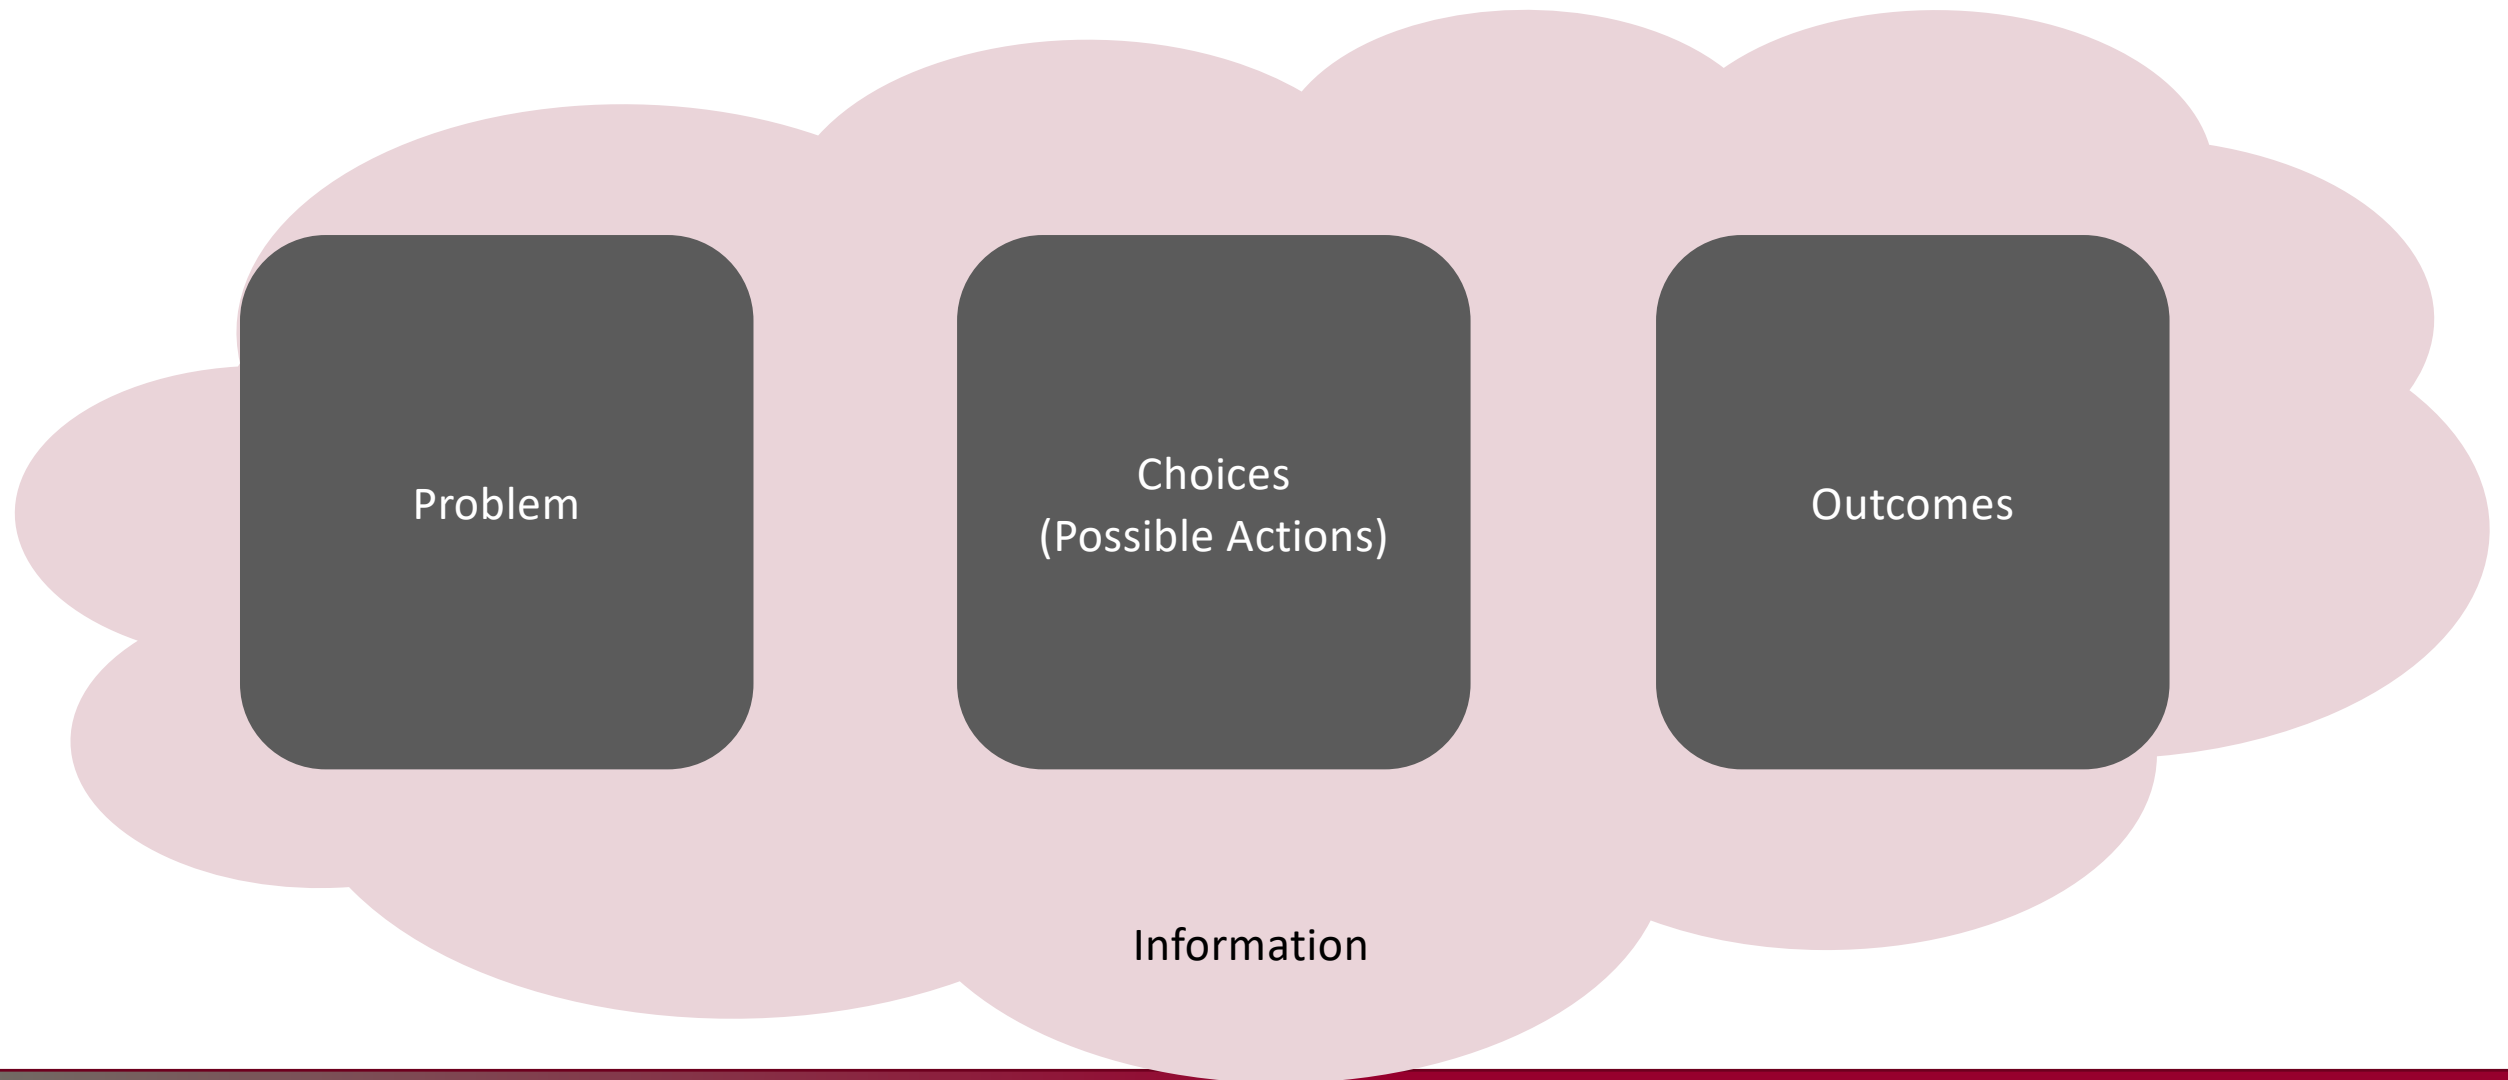 Problem
Choices
(Possible Actions)
Outcomes
Information